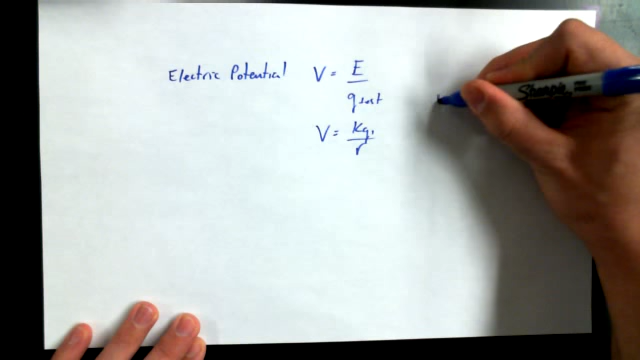 Electric Potential V = E / q test
V = kq₁ / r
Sharpie